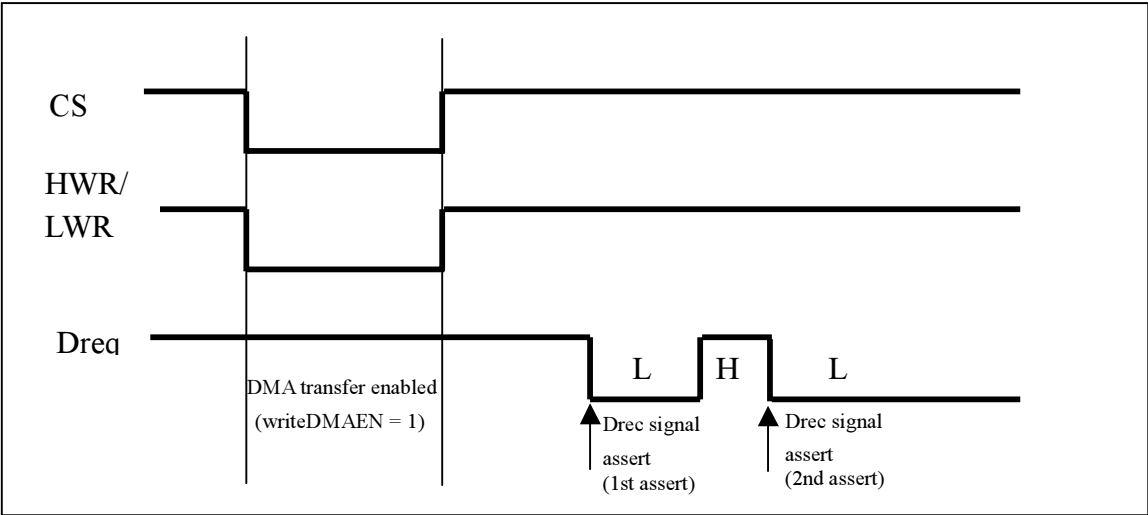 CS
HWR/
LWR
Dreq
L
H
L
DMA transfer enabled
(writeDMAEN = 1)
Drec signal
assert
(1st assert)
Drec signal
assert
(2nd assert)